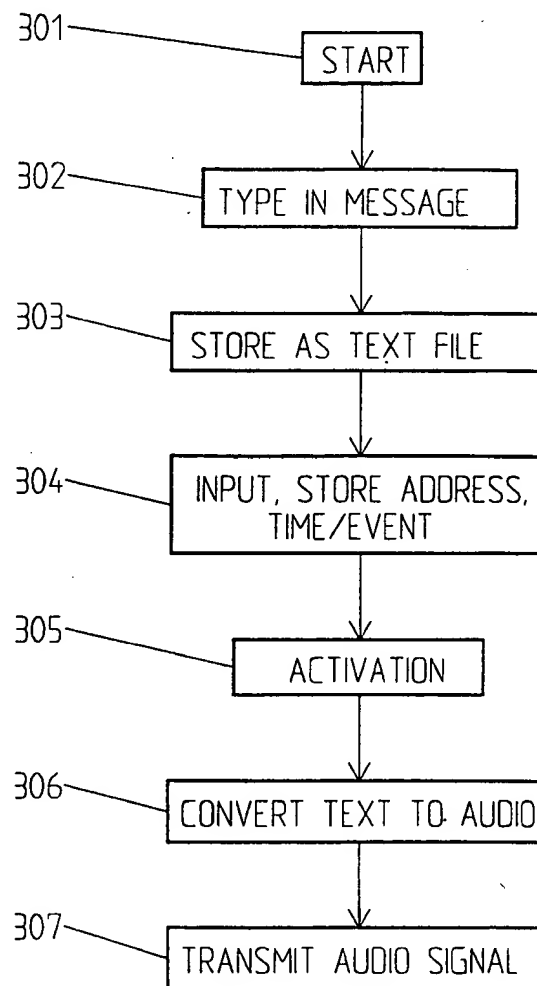 301
START
302
TYPE IN MESSAGE
303
STORE AS TEXT FILE
304
INPUT, STORE ADDRESS,
TIME/EVENT
305
ACTIVATION
306
CONVERT TEXT TO AUDIO
307
TRANSMIT AUDIO SIGNAL